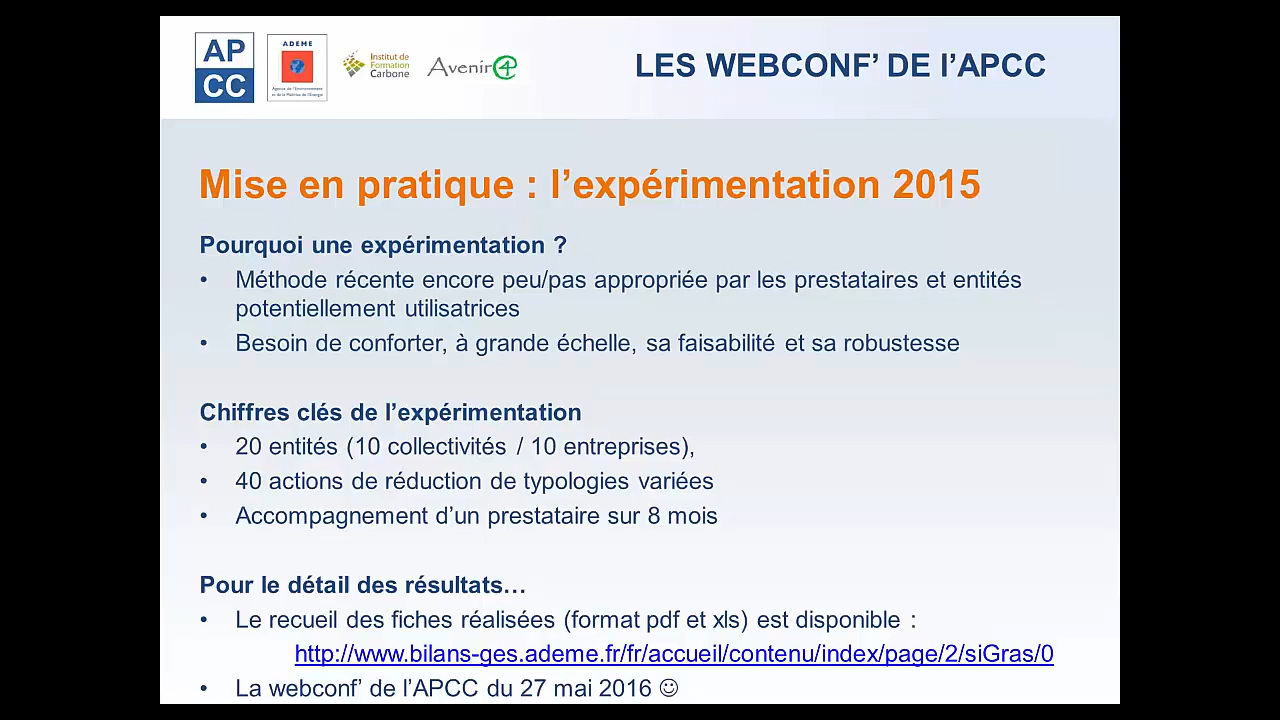 AP
CC
ADEME
Agence de l'Environnement
et de la Maîtrise de l'Energie
Institut de
Formation
Carbone
Avenir
LES WEBCONF’ DE l’APCC
Mise en pratique : l’expérimentation 2015
Pourquoi une expérimentation ?
• Méthode récente encore peu/pas appropriée par les prestataires et entités
potentiellement utilisatrices
• Besoin de conforter, à grande échelle, sa faisabilité et sa robustesse
Chiffres clés de l’expérimentation
• 20 entités (10 collectivités / 10 entreprises),
• 40 actions de réduction de typologies variées
• Accompagnement d’un prestataire sur 8 mois
Pour le détail des résultats…
• Le recueil des fiches réalisées (format pdf et xls) est disponible :
http://www.bilans-ges.ademe.fr/fr/accueil/contenu/index/page/2/siGras/0
• La webconf’ de l’APCC du 27 mai 2016 ☺